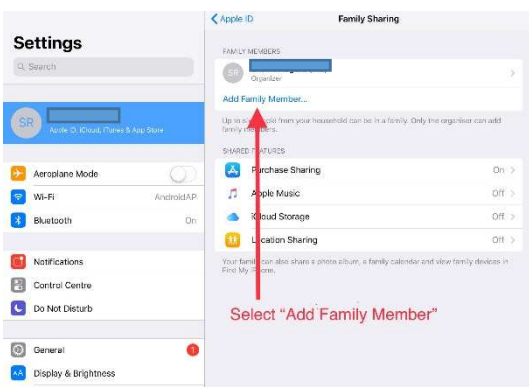 Apple ID
Family Sharing
Settings
Search
SR
Apple ID, iCloud, iTunes & App Store
Aeroplane Mode
Wi-Fi
AndroidAP
Bluetooth
On
Notifications
Control Centre
Do Not Disturb
General
1
AA
Display & Brightness
FAMILY MEMBERS
SR
Organizer
Add Family Member...
Up to six people from your household can be in a family. Only the organiser can add
family members.
SHARED FEATURES
Purchase Sharing
On
Apple Music
Off
iCloud Storage
Off
Location Sharing
Off
Your family can also share a photo album, a family calendar and view family devices in
Find My iPhone.
Select “Add Family Member”